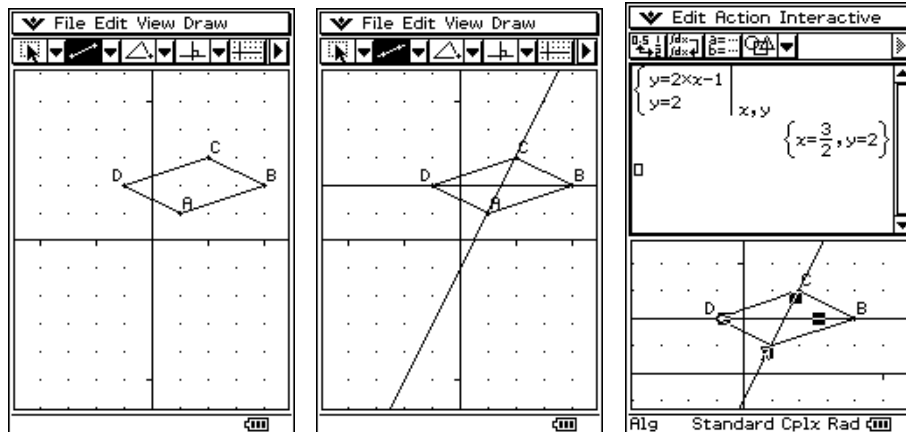 File Edit View Draw
C
D
B
A
File Edit View Draw
C
D
B
A
Edit Action Interactive
y=2×x-1
y=2
x,y
{x=3/2,y=2}
C
D
B
Alg Standard Cplx Rad